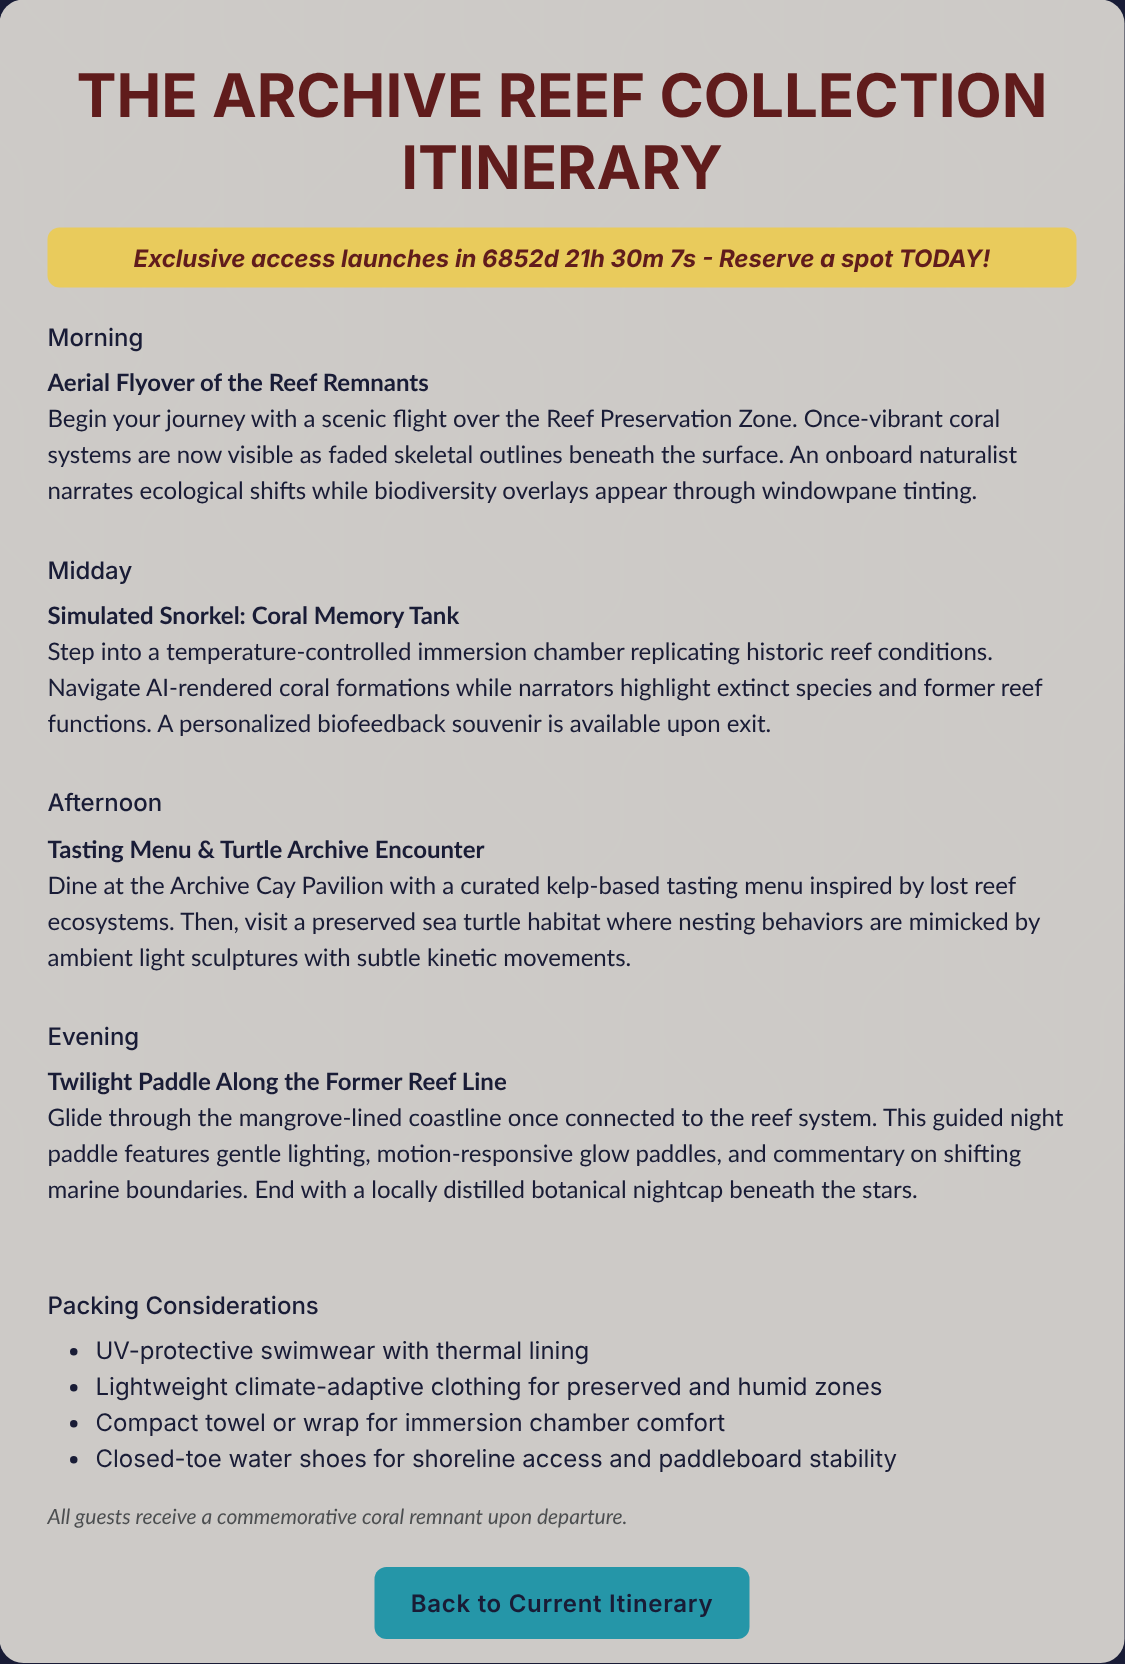 THE ARCHIVE REEF COLLECTION
ITINERARY
Exclusive access launches in 6852d 21h 30m 7s - Reserve a spot TODAY!
Morning
Aerial Flyover of the Reef Remnants
Begin your journey with a scenic flight over the Reef Preservation Zone. Once-vibrant coral
systems are now visible as faded skeletal outlines beneath the surface. An onboard naturalist
narrates ecological shifts while biodiversity overlays appear through windowpane tinting.
Midday
Simulated Snorkel: Coral Memory Tank
Step into a temperature-controlled immersion chamber replicating historic reef conditions.
Navigate AI-rendered coral formations while narrators highlight extinct species and former reef
functions. A personalized biofeedback souvenir is available upon exit.
Afternoon
Tasting Menu & Turtle Archive Encounter
Dine at the Archive Cay Pavilion with a curated kelp-based tasting menu inspired by lost reef
ecosystems. Then, visit a preserved sea turtle habitat where nesting behaviors are mimicked by
ambient light sculptures with subtle kinetic movements.
Evening
Twilight Paddle Along the Former Reef Line
Glide through the mangrove-lined coastline once connected to the reef system. This guided night
paddle features gentle lighting, motion-responsive glow paddles, and commentary on shifting
marine boundaries. End with a locally distilled botanical nightcap beneath the stars.
Packing Considerations
• UV-protective swimwear with thermal lining
• Lightweight climate-adaptive clothing for preserved and humid zones
• Compact towel or wrap for immersion chamber comfort
• Closed-toe water shoes for shoreline access and paddleboard stability
All guests receive a commemorative coral remnant upon departure.
Back to Current Itinerary